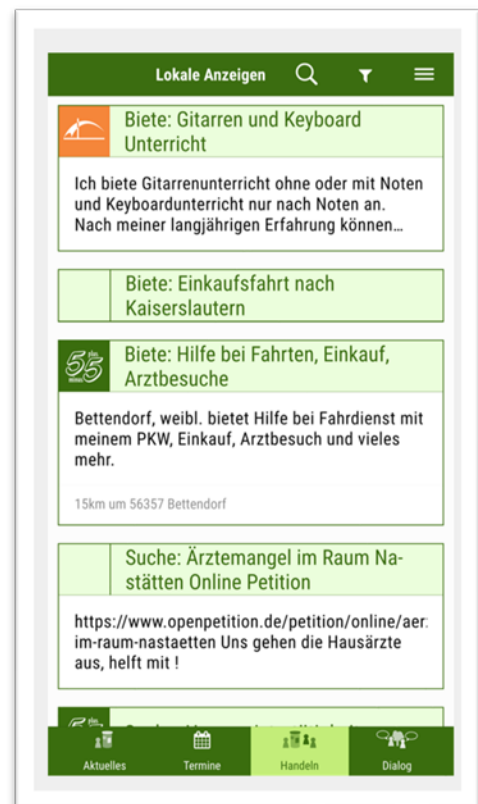 Lokale Anzeigen
Biete: Gitarren und Keyboard
Unterricht
Ich biete Gitarrenunterricht ohne oder mit Noten
und Keyboardunterricht nur nach Noten an.
Nach meiner langjährigen Erfahrung können…
Biete: Einkaufsfahrt nach
Kaiserslautern
55 plus
Biete: Hilfe bei Fahrten, Einkauf,
Arztbesuche
Bettendorf, weibl. bietet Hilfe bei Fahrdienst mit
meinem PKW, Einkauf, Arztbesuch und vieles
mehr.
15km um 56357 Bettendorf
Suche: Ärztemangel im Raum Na-
stätten Online Petition
https://www.openpetition.de/petition/online/aer
im-raum-nastaetten Uns gehen die Hausärzte
aus, helft mit !
Aktuelles
Termine
Handeln
Dialog